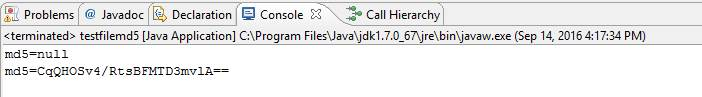 Problems @ Javadoc Declaration Console Call Hierarchy
<terminated> testfilemd5 [Java Application] C:\Program Files\Java\jdk1.7.0_67\jre\bin\javaw.exe (Sep 14, 2016 4:17:34 PM)
md5=null
md5=CqQHOSv4/RtsBFMTD3mvlA==